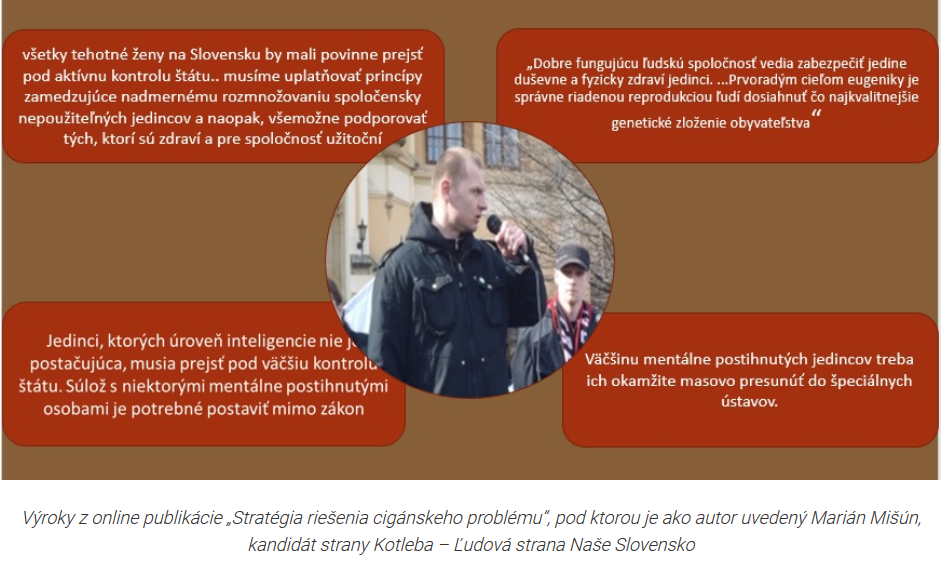 všetky tehotné ženy na Slovensku by mali povinne prejsť
pod aktívnu kontrolu štátu.. musíme uplatňovať princípy
zamedzujúce nadmernému rozmnožovaniu spoločensky
nepoužiteľných jedincov a naopak, všemožne podporovať
tých, ktorí sú zdraví a pre spoločnosť užitoční
„Dobre fungujúcu ľudskú spoločnosť vedia zabezpečiť jedine
duševne a fyzicky zdraví jedinci. ...Prvoradým cieľom eugeniky je
správne riadenou reprodukciou ľudí dosiahnuť čo najkvalitnejšie
genetické zloženie obyvateľstva“
Jedinci, ktorých úroveň inteligencie nie
postačujúca, musia prejsť pod väčšiu kontrolu
štátu. Súlož s niektorými mentálne postihnutými
osobami je potrebné postaviť mimo zákon
Väčšinu mentálne postihnutých jedincov treba
ich okamžite masovo presunúť do špeciálnych
ústavov.
Výroky z online publikácie „Stratégia riešenia cigánskeho problému“, pod ktorou je ako autor uvedený Marián Mišún,
kandidát strany Kotleba – Ľudová strana Naše Slovensko